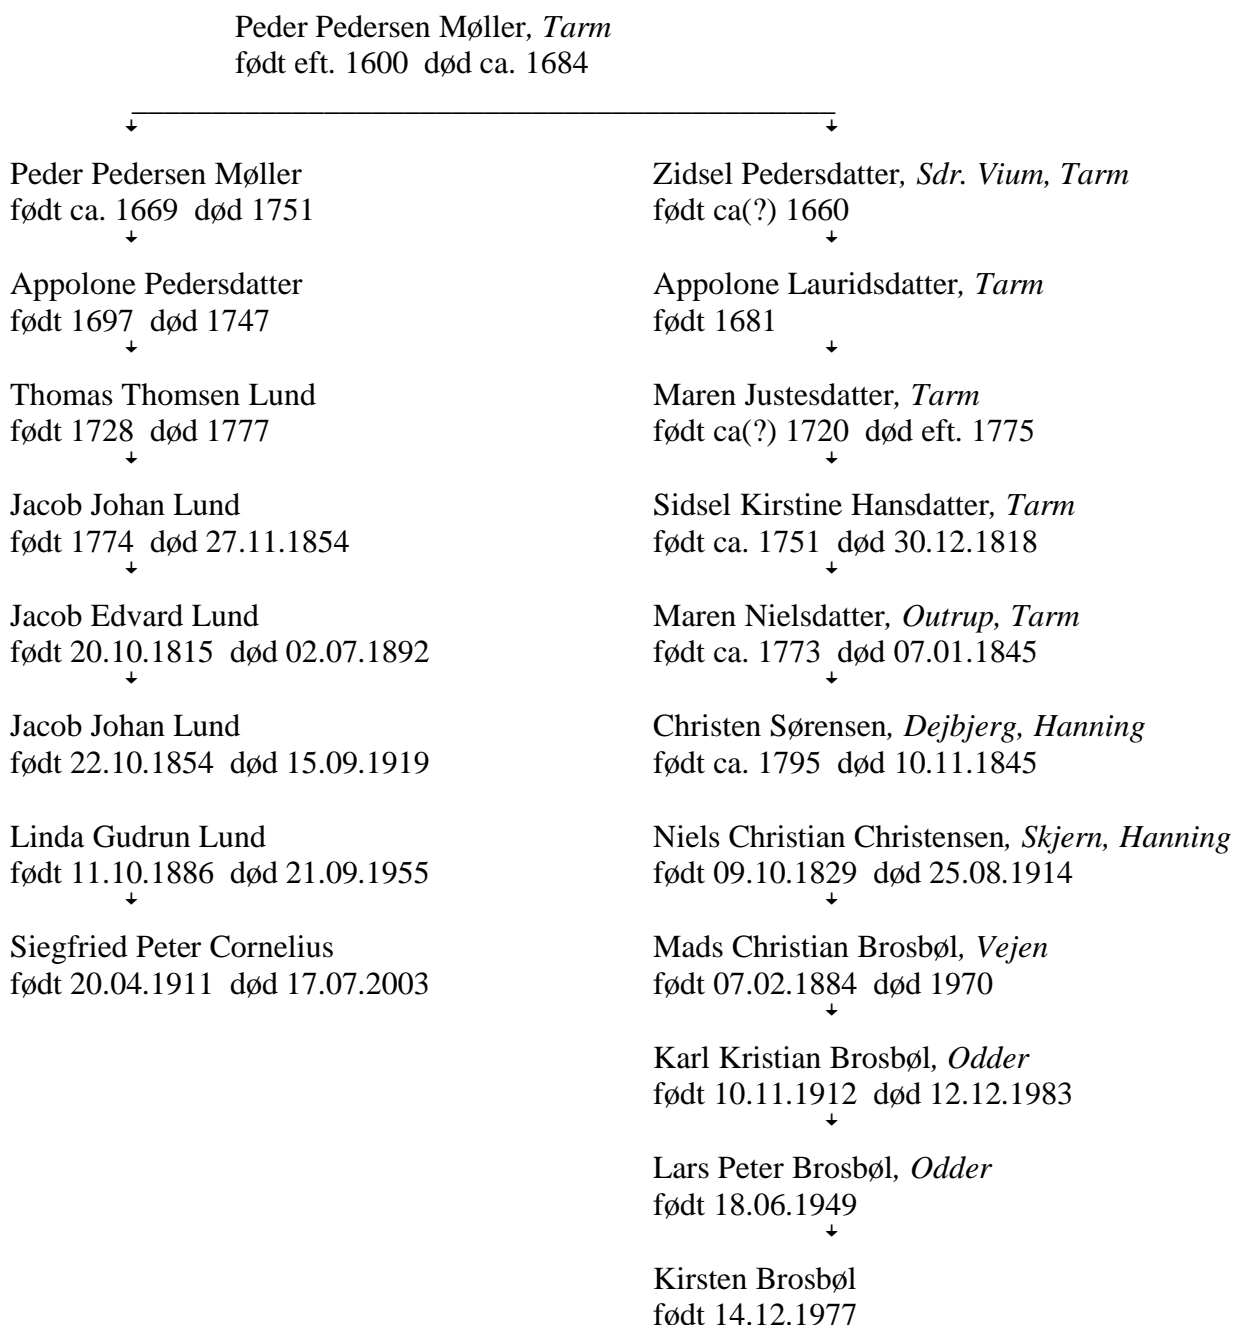 Peder Pedersen Møller, Tarm
født eft. 1600 død ca. 1684
Peder Pedersen Møller
født ca. 1669 død 1751
Appolone Pedersdatter
født 1697 død 1747
Thomas Thomsen Lund
født 1728 død 1777
Jacob Johan Lund
født 1774 død 27.11.1854
Jacob Edvard Lund
født 20.10.1815 død 02.07.1892
Jacob Johan Lund
født 22.10.1854 død 15.09.1919
Linda Gudrun Lund
født 11.10.1886 død 21.09.1955
Siegfried Peter Cornelius
født 20.04.1911 død 17.07.2003
Zidsel Pedersdatter, Sdr. Vium, Tarm
født ca(?) 1660
Appolone Lauridsdatter, Tarm
født 1681
Maren Justesdatter, Tarm
født ca(?) 1720 død eft. 1775
Sidsel Kirstine Hansdatter, Tarm
født ca. 1751 død 30.12.1818
Maren Nielsdatter, Outrup, Tarm
født ca. 1773 død 07.01.1845
Christen Sørensen, Dejbjerg, Hanning
født ca. 1795 død 10.11.1845
Niels Christian Christensen, Skjern, Hanning
født 09.10.1829 død 25.08.1914
Mads Christian Brosbøl, Vejen
født 07.02.1884 død 1970
Karl Kristian Brosbøl, Odder
født 10.11.1912 død 12.12.1983
Lars Peter Brosbøl, Odder
født 18.06.1949
Kirsten Brosbøl
født 14.12.1977